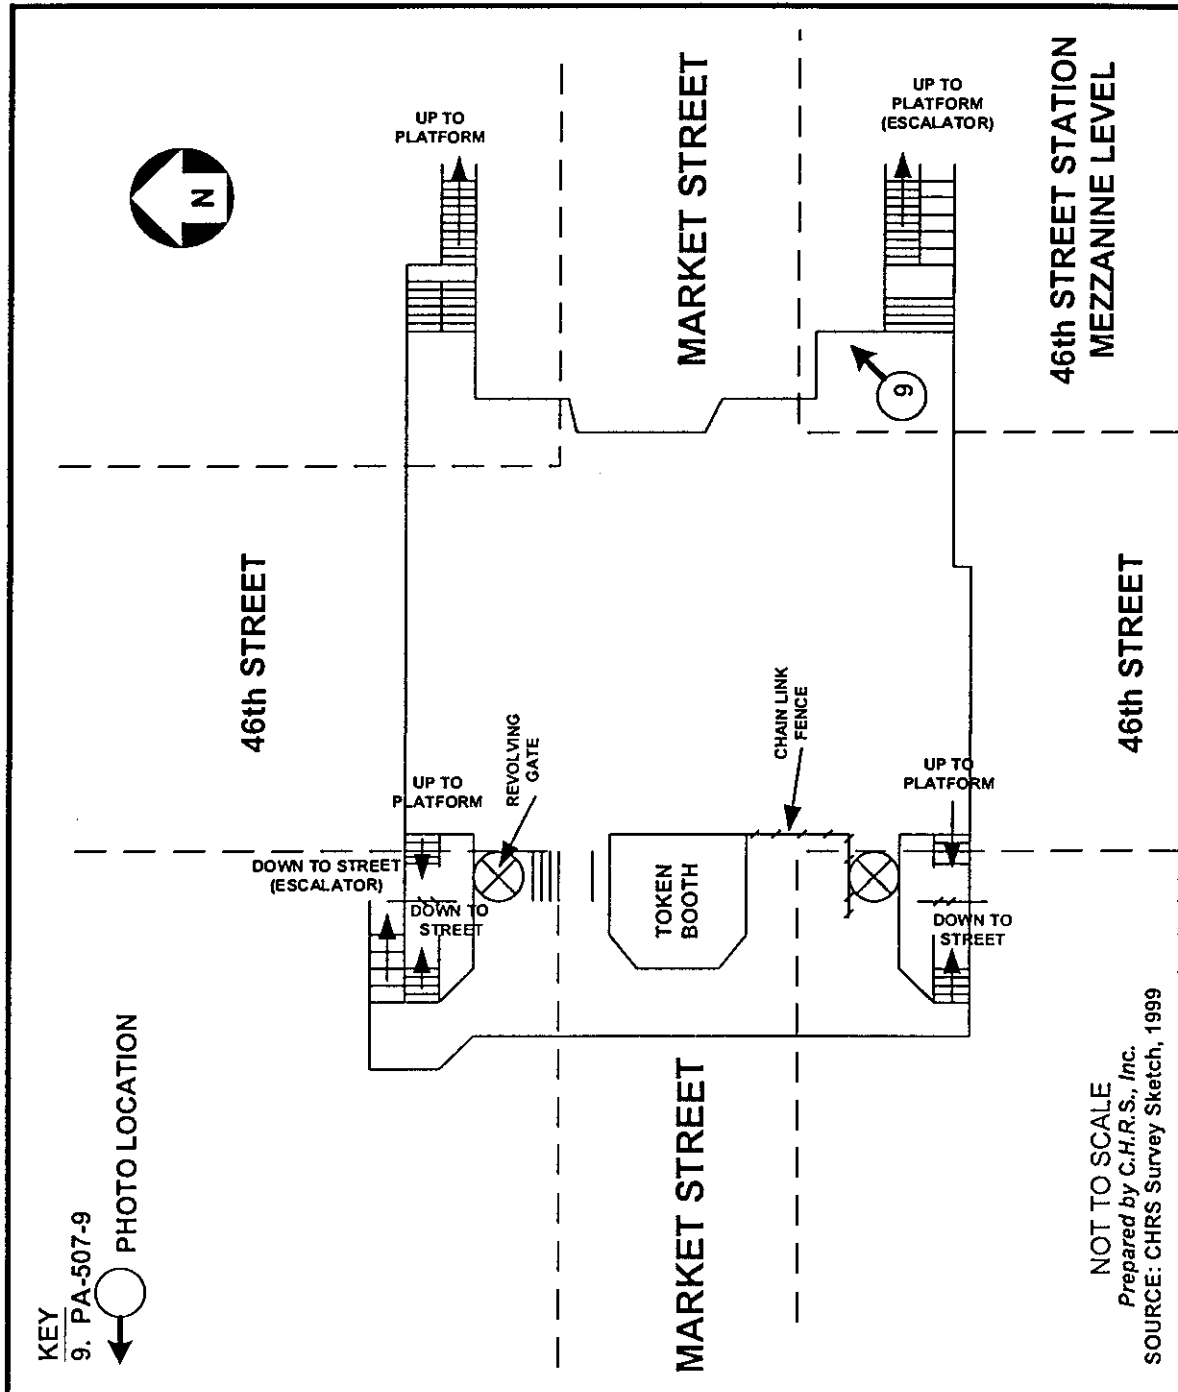 KEY
9. PA-507-9
PHOTO LOCATION
N
46th STREET
UP TO
PLATFORM
MARKET STREET
UP TO
PLATFORM
(ESCALATOR)
46th STREET STATION
MEZZANINE LEVEL
9
REVOLVING
GATE
CHAIN LINK
FENCE
UP TO
PLATFORM
DOWN TO STREET
(ESCALATOR)
DOWN TO
STREET
TOKEN
BOOTH
UP TO
PLATFORM
DOWN TO
STREET
46th STREET
MARKET STREET
NOT TO SCALE
Prepared by C.H.R.S., Inc.
SOURCE: CHRS Survey Sketch, 1999